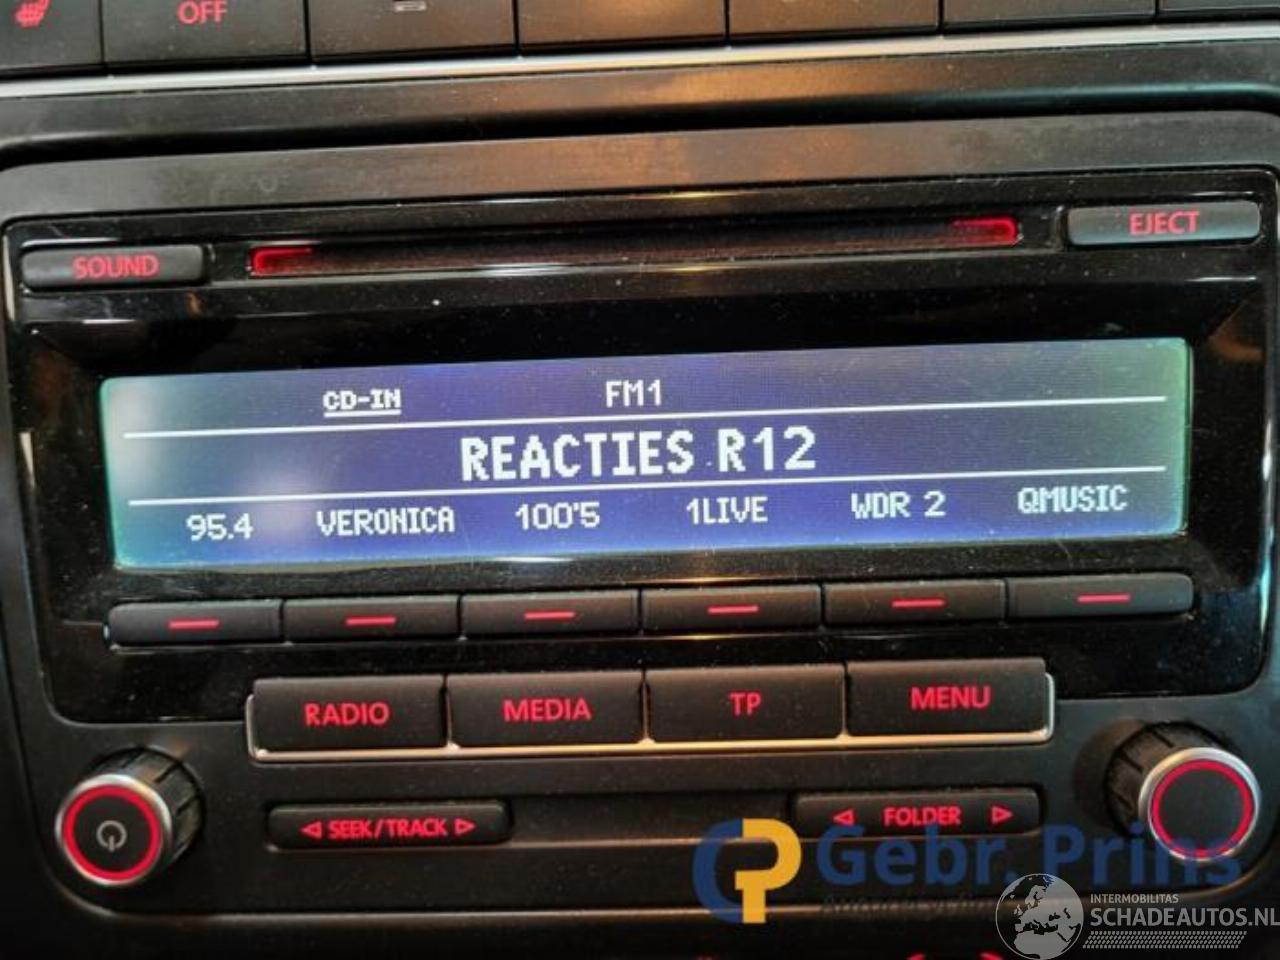 OFF
EJECT
SOUND
CD-IN FM1
REACTIES R12
95.4 VERONICA 100'5 1LIVE WDR 2 QMUSIC
RADIO MEDIA TP MENU
SEEK/TRACK FOLDER
Gebr. Prins
INTERMOBILITAS
SCHADEAUTOS.NL